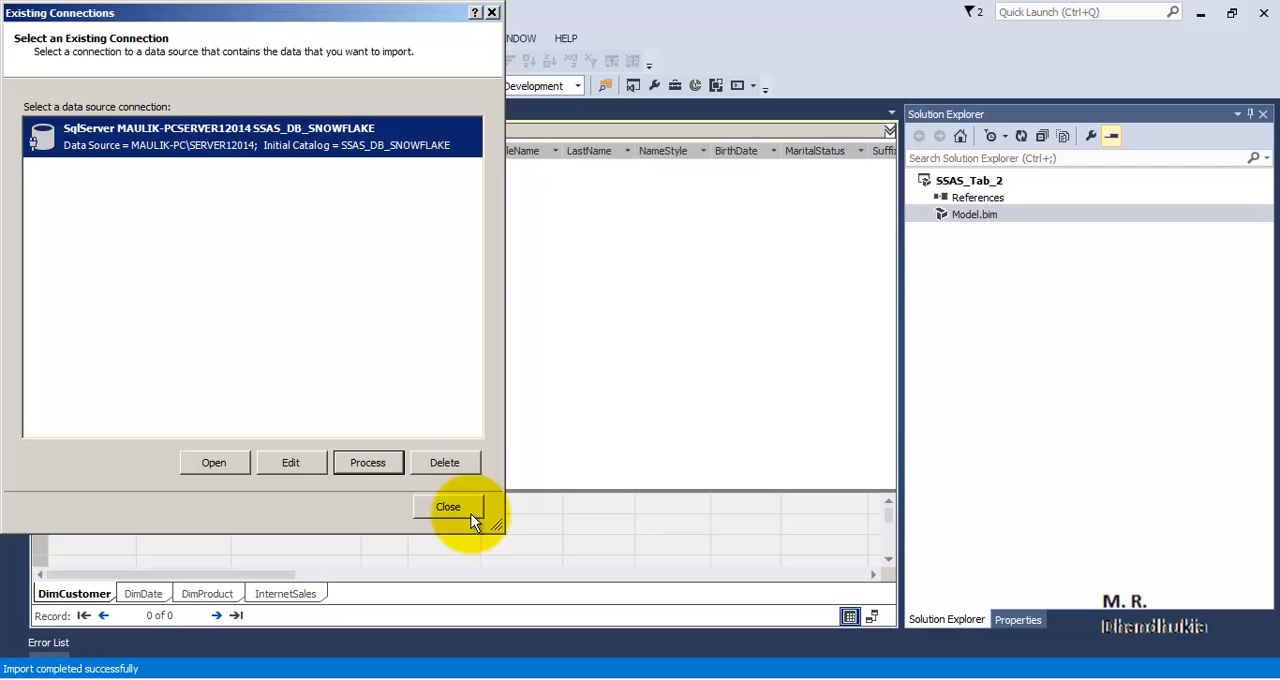 Existing Connections
Select an Existing Connection
Select a connection to a data source that contains the data that you want to import.
Select a data source connection:
SqlServer MAULIK-PCSERVER12014 SSAS_DB_SNOWFLAKE
Data Source = MAULIK-PC\SERVER12014; Initial Catalog = SSAS_DB_SNOWFLAKE
Open Edit Process Delete
Close
2 Quick Launch (Ctrl+Q)
HELP
Development
LastName NameStyle BirthDate MaritalStatus
Solution Explorer
Search Solution Explorer (Ctrl+;)
SSAS_Tab_2
References
Model.bim
DimCustomer DimDate DimProduct InternetSales
Record: 0 of 0
Solution Explorer Properties
M. R.
Dhandhukia
Error List
Import completed successfully